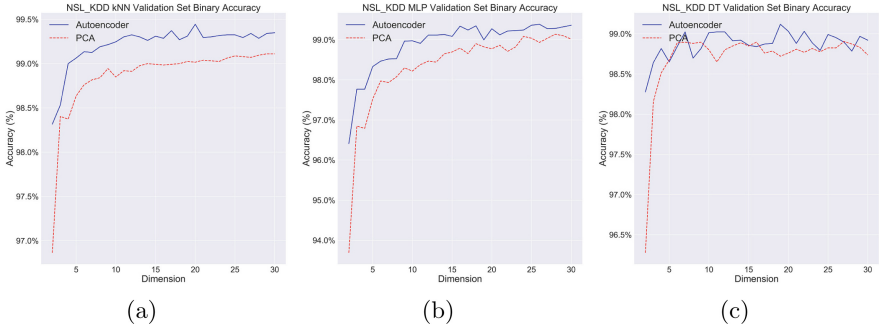 NSL_KDD kNN Validation Set Binary Accuracy
Autoencoder
PCA
99.5%
99.0%
98.5%
98.0%
97.5%
97.0%
Accuracy (%)
5 10 15 20 25 30
Dimension
(a)
NSL_KDD MLP Validation Set Binary Accuracy
Autoencoder
PCA
99.0%
98.0%
97.0%
96.0%
95.0%
94.0%
Accuracy (%)
5 10 15 20 25 30
Dimension
(b)
NSL_KDD DT Validation Set Binary Accuracy
Autoencoder
PCA
99.0%
98.5%
98.0%
97.5%
97.0%
96.5%
Accuracy (%)
5 10 15 20 25 30
Dimension
(c)